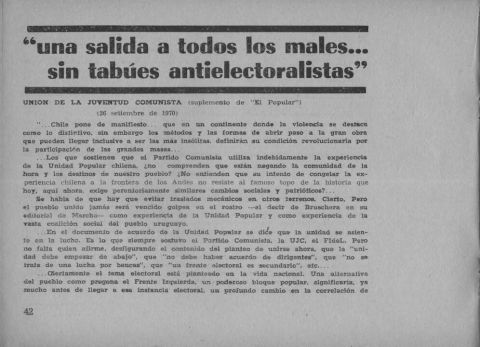 “una salida a todos los males...
sin tabúes antielectoralistas”
UNION DE LA JUVENTUD COMUNISTA (suplemento de "El Popular")
(26 setiembre de 1970)
"...Chile pone de manifiesto... que en un continente donde la violencia se destaca
como lo distintivo, sin embargo los métodos y las formas de abrir paso a la gran obra
que pueden llegar inclusive a ser las más insólitas, definirán su condición revolucionaria por
la participación de las grandes masas...
...Los que sostienen que el Partido Comunista utiliza indebidamente la experiencia
de la Unidad Popular chilena, ¿no comprenden que están negando la comunidad de la
hora y los destinos de nuestro pueblo? ¿No entienden que su intento de congelar la ex-
periencia chilena a la frontera de los Andes no resiste al famoso topo de la historia que
hoy, aquí ahora, exige perentoriamente similares cambios sociales y patrióticos?...
Se habla de que hay que evitar traslados mecánicos en otros terrenos. Cierto. Pero
el pueblo unido jamás será vencido golpea en el rostro —al decir de Bruschera en su
editorial de Marcha— como experiencia de la Unidad Popular y como experiencia de la
vasta coalición social del pueblo uruguayo.
...En el documento de acuerdo de la Unidad Popular se dice que la unidad se asien-
te en la lucha. Es lo que siempre sostuvo el Partido Comunista, la UJC, el Fidel. Pero
no falta quien afirme, desfigurando el contenido del planteo de unirse ahora, que la "uni-
dad debe empezar de abajo", que "no debe haber acuerdo de dirigentes", que "no se
trata de una lucha por bancas", que "un frente electoral es secundario", etc....
...Ciertamente el tema electoral está planteado en la vida nacional. Una alternativa
del pueblo como pregona el Frente Izquierda, un poderoso bloque popular, significaría, ya
mucho antes de llegar a esa instancia electoral, un profundo cambio en la correlación de
42